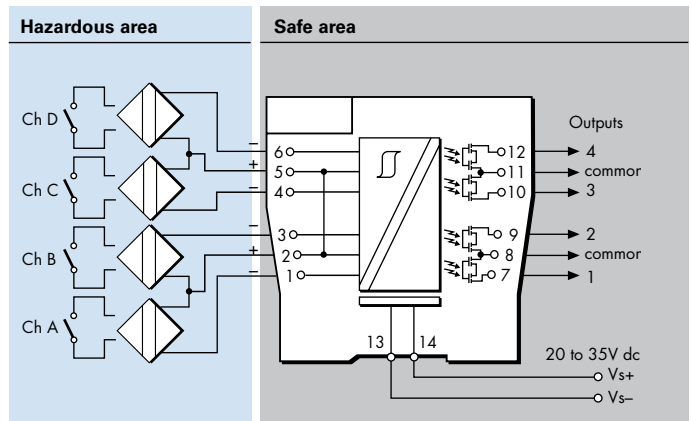 Hazardous area
Safe area
Ch D
Ch C
Ch B
Ch A
–
+
–
–
+
–
6
5
4
3
2
1
12
11
10
9
8
7
13
14
Outputs
4
commor
3
2
commor
1
20 to 35V dc
Vs+
Vs–